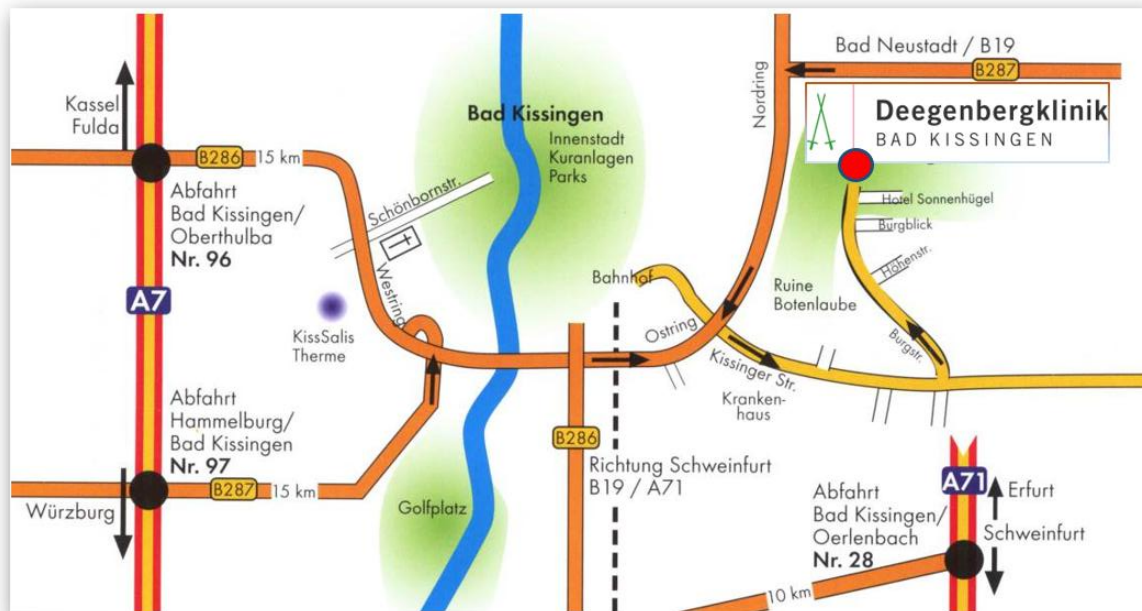 Kassel
Fulda
B286
15 km
Abfahrt
Bad Kissingen/
Oberthulba
Nr. 96
A7
Abfahrt
Hammelburg/
Bad Kissingen
Nr. 97
B287
15 km
Würzburg
Schönbornstr.
Westring
KissSalis
Therme
Bad Kissingen
Innenstadt
Kuranlagen
Parks
Golfplatz
Bahnhof
Ostring
B286
Richtung Schweinfurt
B19 / A71
Nordring
Bad Neustadt / B19
B287
Deegenbergklinik
BAD KISSINGEN
Hotel Sonnenhügel
Burgblick
Höhenstr.
Ruine
Botenlaube
Burgstr.
Kissinger Str.
Kranken-
haus
A71
Erfurt
Schweinfurt
Abfahrt
Bad Kissingen/
Oerlenbach
Nr. 28
10 km